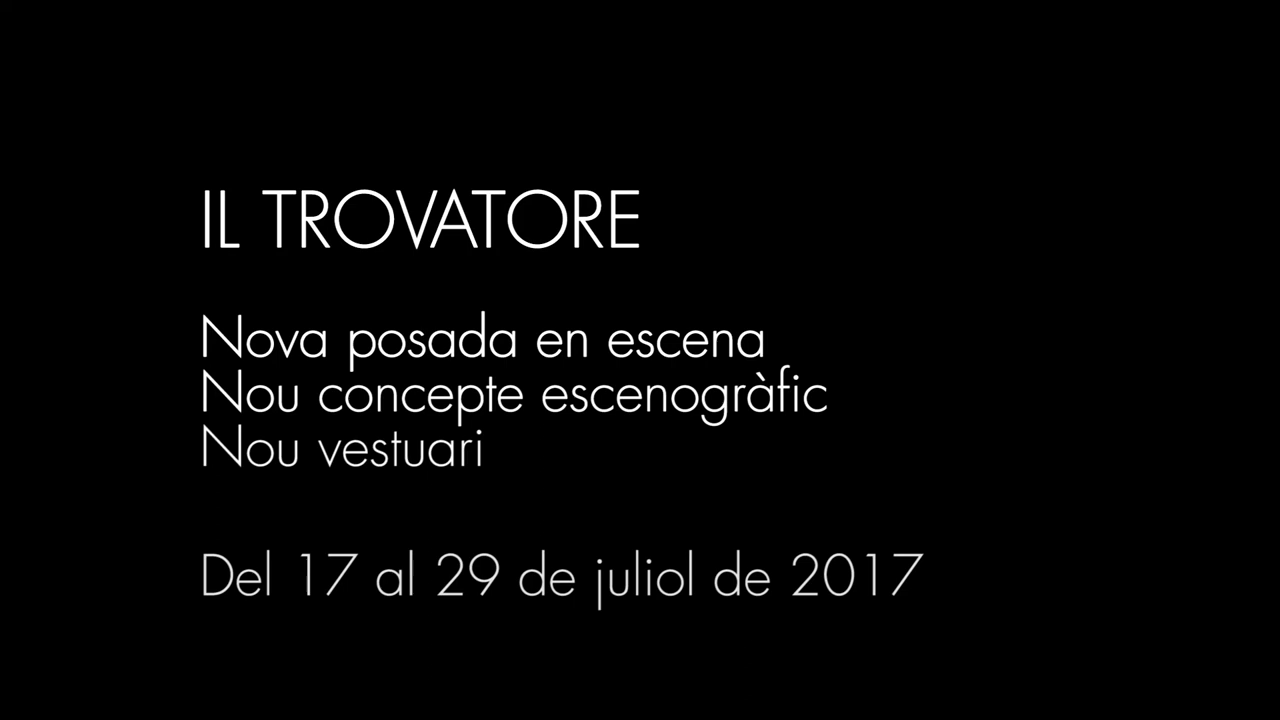 IL TROVATORE
Nova posada en escena
Nou concepte escenogràfic
Nou vestuari
Del 17 al 29 de juliol de 2017